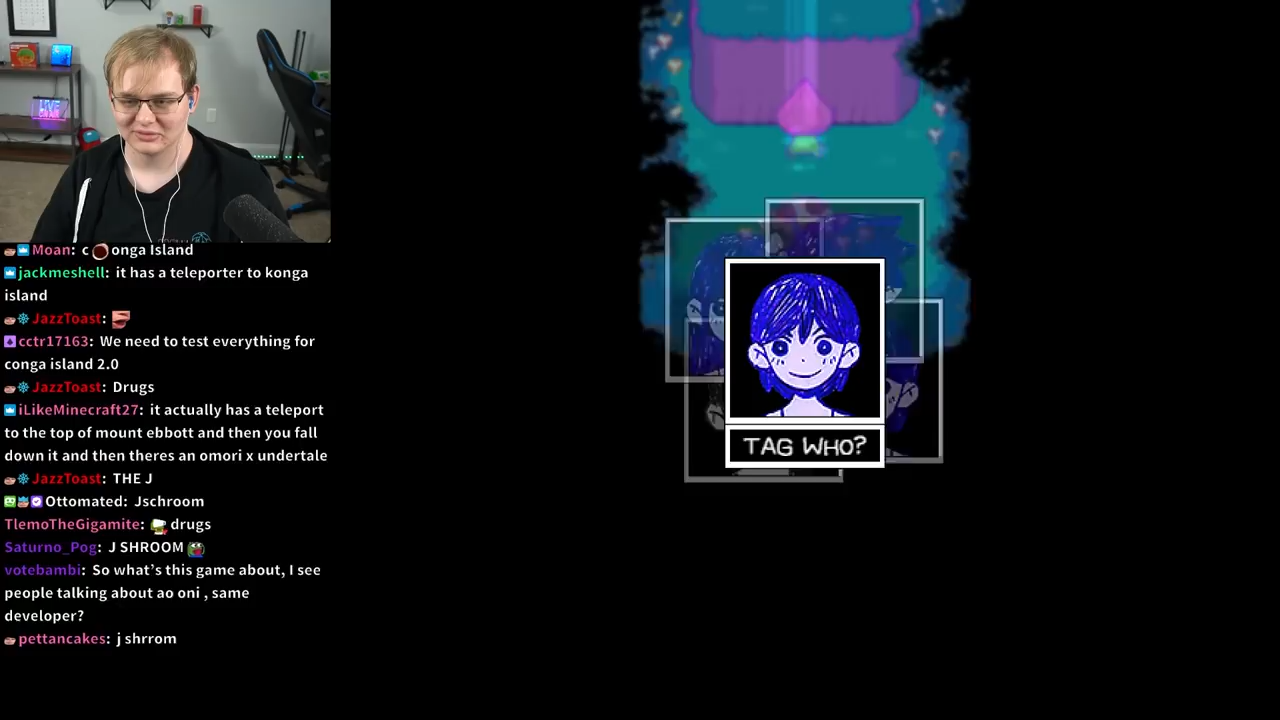 LIVE
ON AIR
Moan: c onga Island
jackmeshell: it has a teleporter to konga
island
JazzToast:
cctr17163: We need to test everything for
conga island 2.0
JazzToast: Drugs
iLikeMinecraft27: it actually has a teleport
to the top of mount ebbott and then you fall
down it and then theres an omori x undertale
JazzToast: THE J
Ottomated: Jschroom
TlemoTheGigamite: drugs
Saturno_Pog: J SHROOM
votebambi: So what's this game about, I see
people talking about ao oni , same
developer?
pettancakes: j shrrom
TAG WHO?